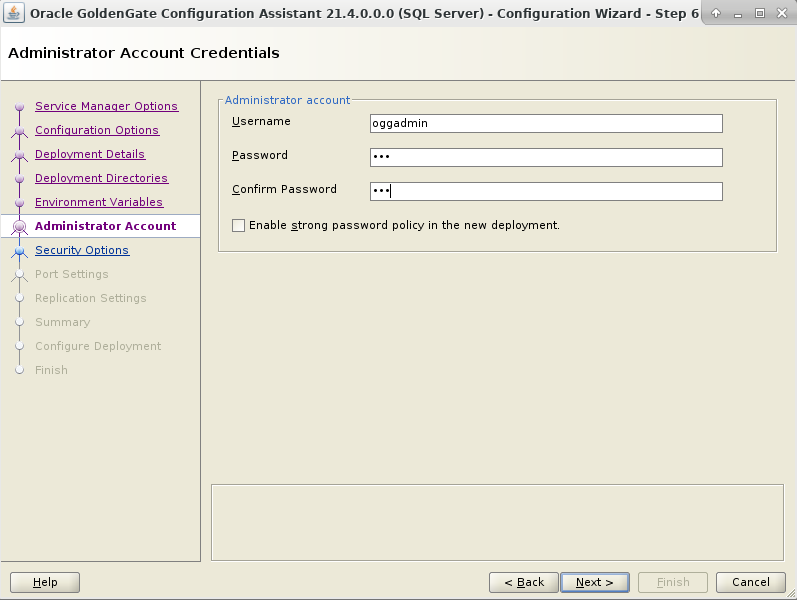 Oracle GoldenGate Configuration Assistant 21.4.0.0.0 (SQL Server) - Configuration Wizard - Step 6
Administrator Account Credentials
Service Manager Options
Configuration Options
Deployment Details
Deployment Directories
Environment Variables
Administrator Account
Security Options
Port Settings
Replication Settings
Summary
Configure Deployment
Finish
Administrator account
Username
oggadmin
Password
•••
Confirm Password
•••
Enable strong password policy in the new deployment.
Help
< Back
Next >
Finish
Cancel